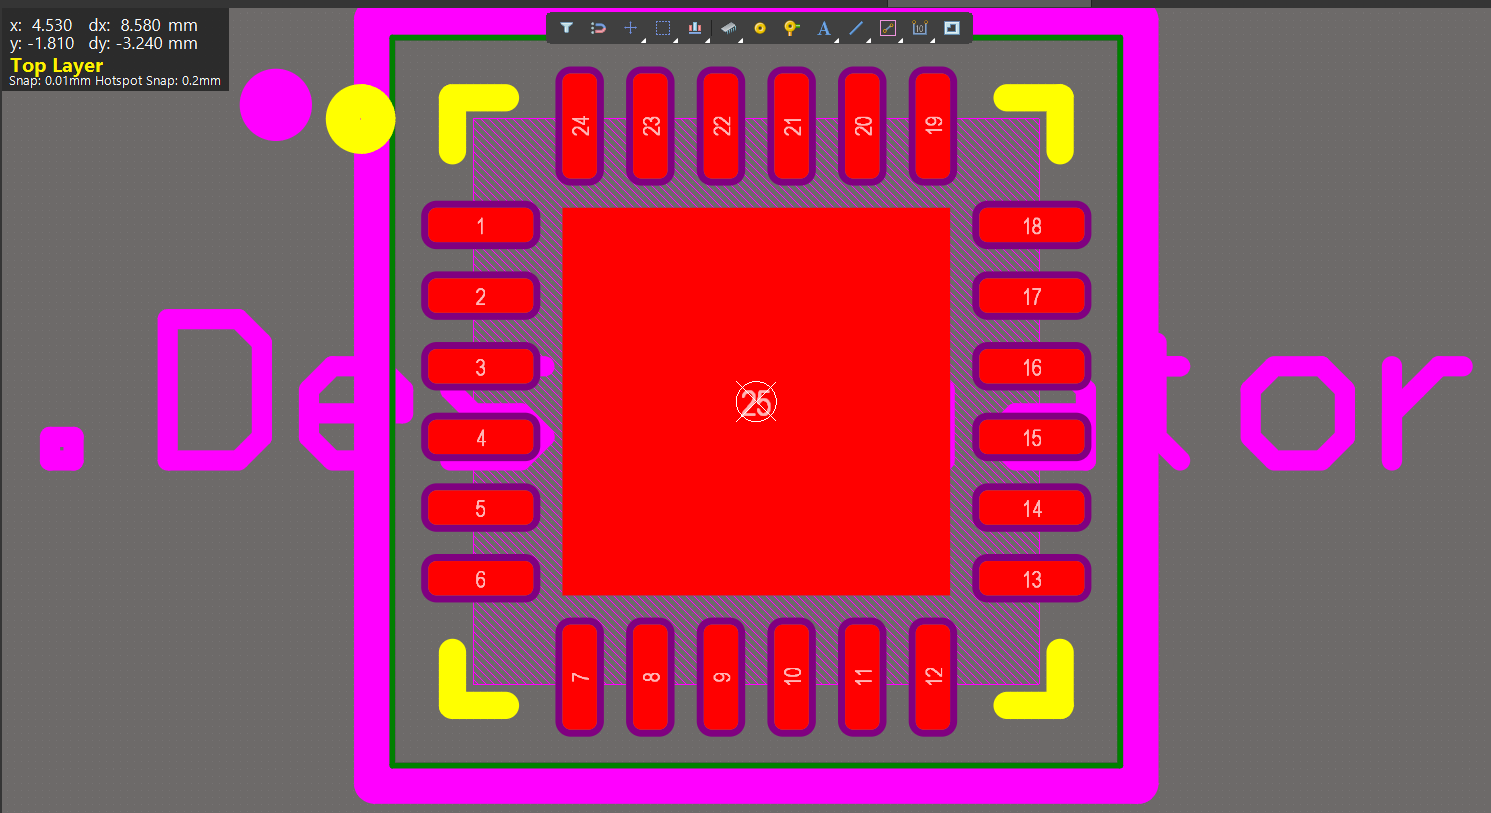 x: 4.530 dx: 8.580 mm
y: -1.810 dy: -3.240 mm
Top Layer
Snap: 0.01mm Hotspot Snap: 0.2mm
A
10
24 23 22 21 20 19
1 18
2 17
3 16
.De tor
4 15
25
5 14
6 13
7 8 9 10 11 12